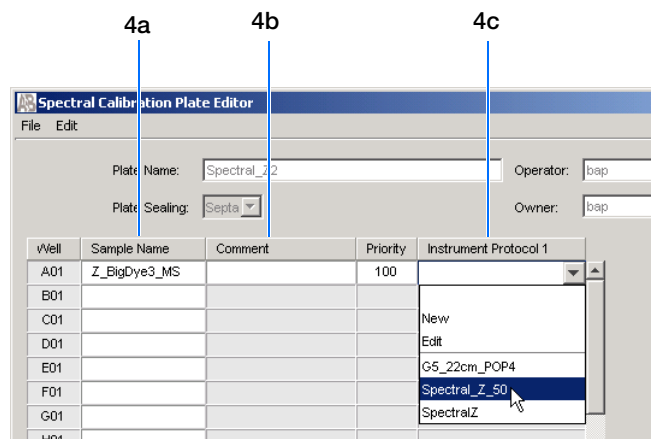 4a 4b 4c
Spectral Calibration Plate Editor
File Edit
Plate Name: Spectral_Z2 Operator: bap
Plate Sealing: Septa Owner: bap
Well Sample Name Comment Priority Instrument Protocol 1
A01 Z_BigDye3_MS 100
B01
C01 New
D01 Edit
E01 G5_22cm_POP4
F01 Spectral_Z_50
G01 SpectralZ
H01